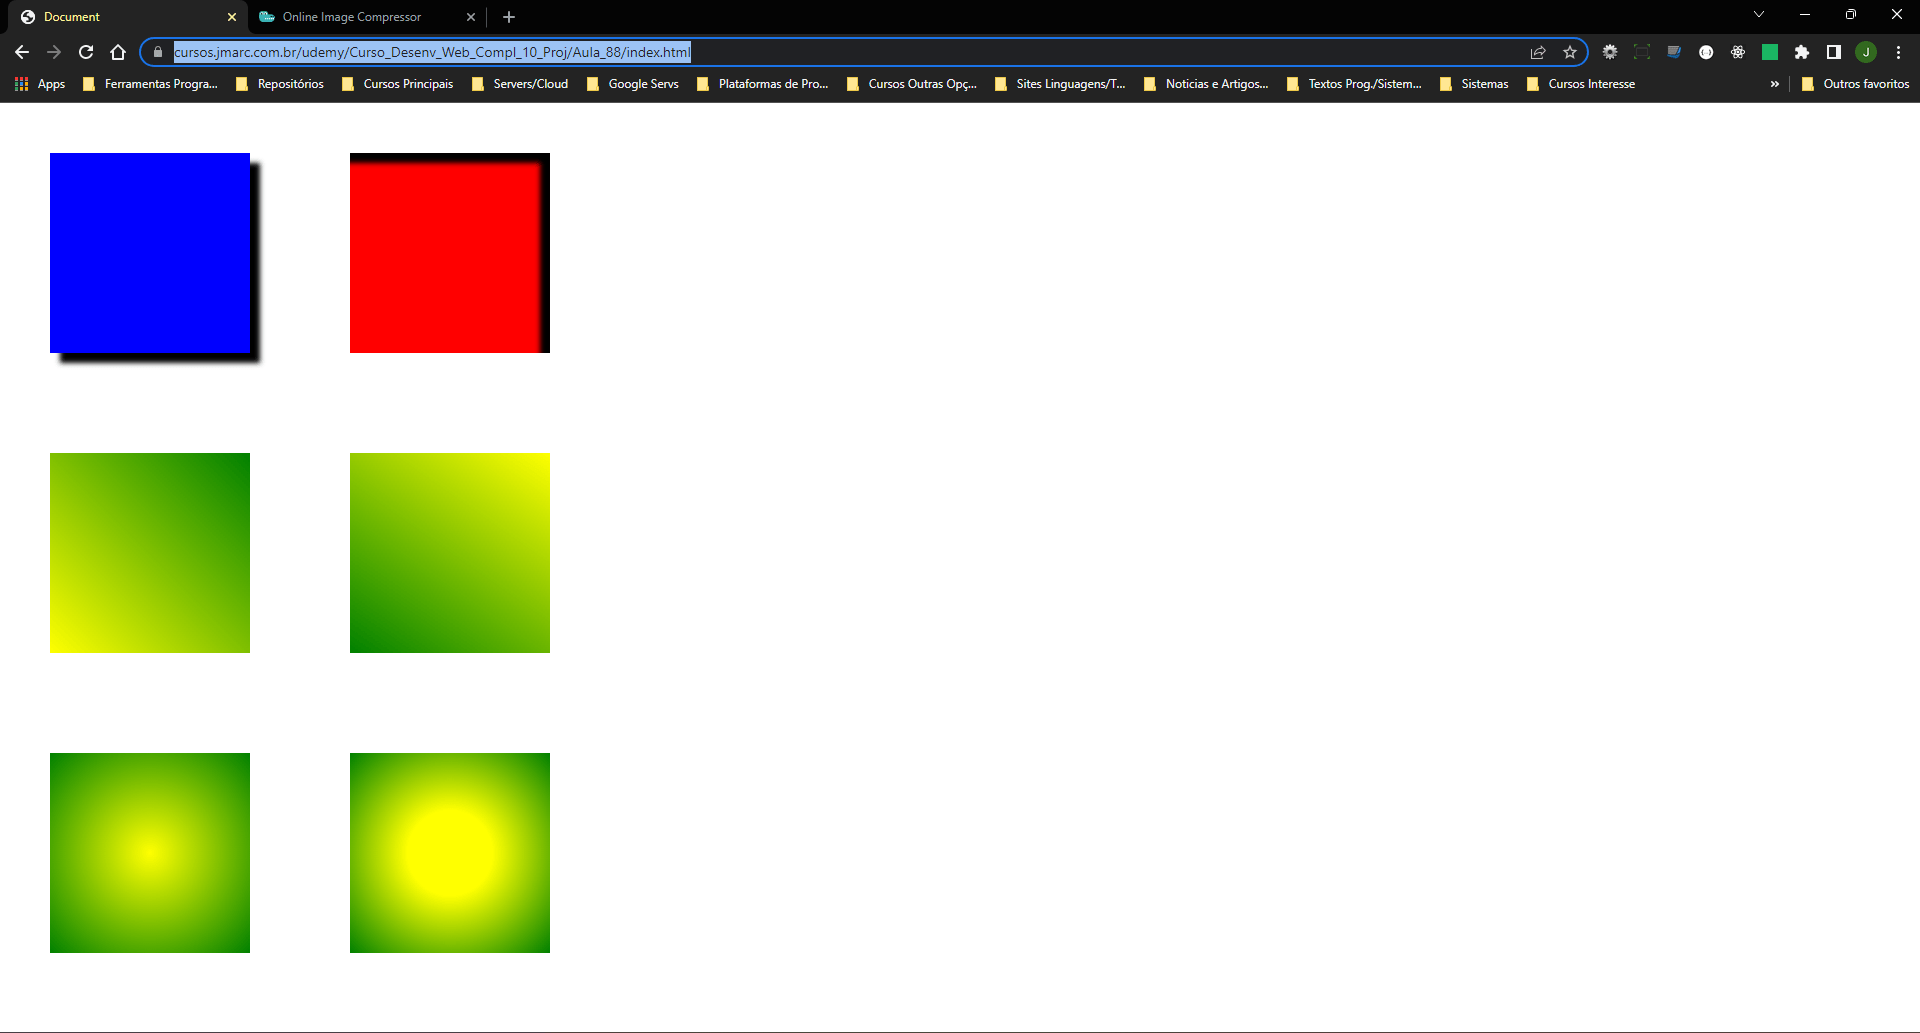 Document
Online Image Compressor
cursos.jmarc.com.br/udemy/Curso_Desenv_Web_Compl_10_Proj/Aula_88/index.html
J
Apps Ferramentas Progra... Repositórios Cursos Principais Servers/Cloud Google Servs Plataformas de Pro... Cursos Outras Opç... Sites Linguagens/T... Noticias e Artigos... Textos Prog./Sistem... Sistemas Cursos Interesse » Outros favoritos